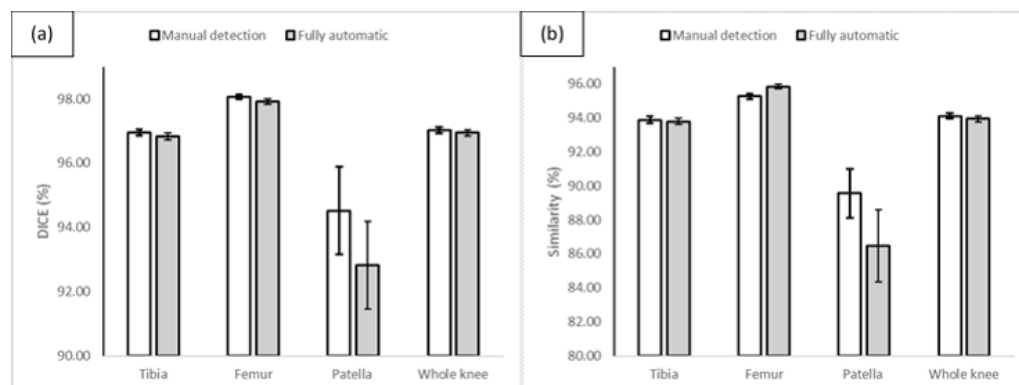 (a)
Manual detection Fully automatic
DICE (%)
98.00
96.00
94.00
92.00
90.00
Tibia Femur Patella Whole knee
(b)
Manual detection Fully automatic
Similarity (%)
96.00
94.00
92.00
90.00
88.00
86.00
84.00
82.00
80.00
Tibia Femur Patella Whole knee